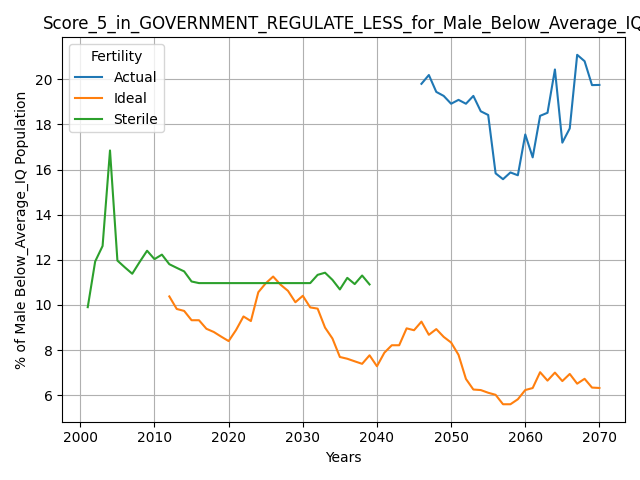 Score_5_in_GOVERNMENT_REGULATE_LESS_for_Male_Below_Average_IQ
Fertility
Actual
Ideal
Sterile
% of Male Below_Average_IQ Population
20
18
16
14
12
10
8
6
2000 2010 2020 2030 2040 2050 2060 2070
Years